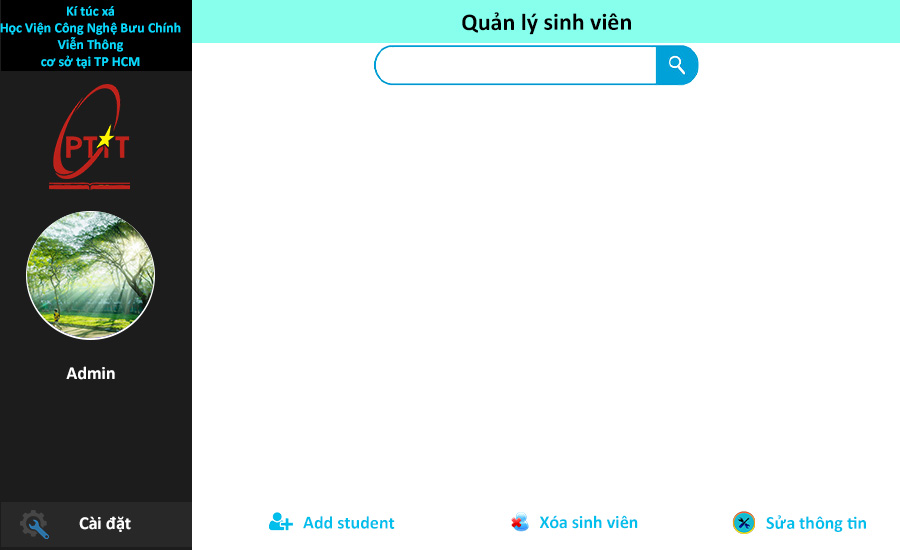 Kí túc xá
Học Viện Công Nghệ Bưu Chính
Viễn Thông
cơ sở tại TP HCM
PTIT
Admin
Cài đặt
Quản lý sinh viên
Add student
Xóa sinh viên
Sửa thông tin